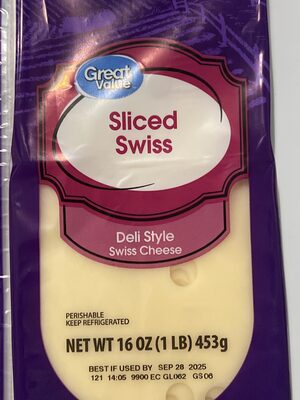 Great
Value™
Sliced
Swiss
Deli Style
Swiss Cheese
PERISHABLE
KEEP REFRIGERATED
NET WT 16 OZ (1 LB) 453g
BEST IF USED BY SEP 28 2025
121 14:05 9900 EC GL062 GS06